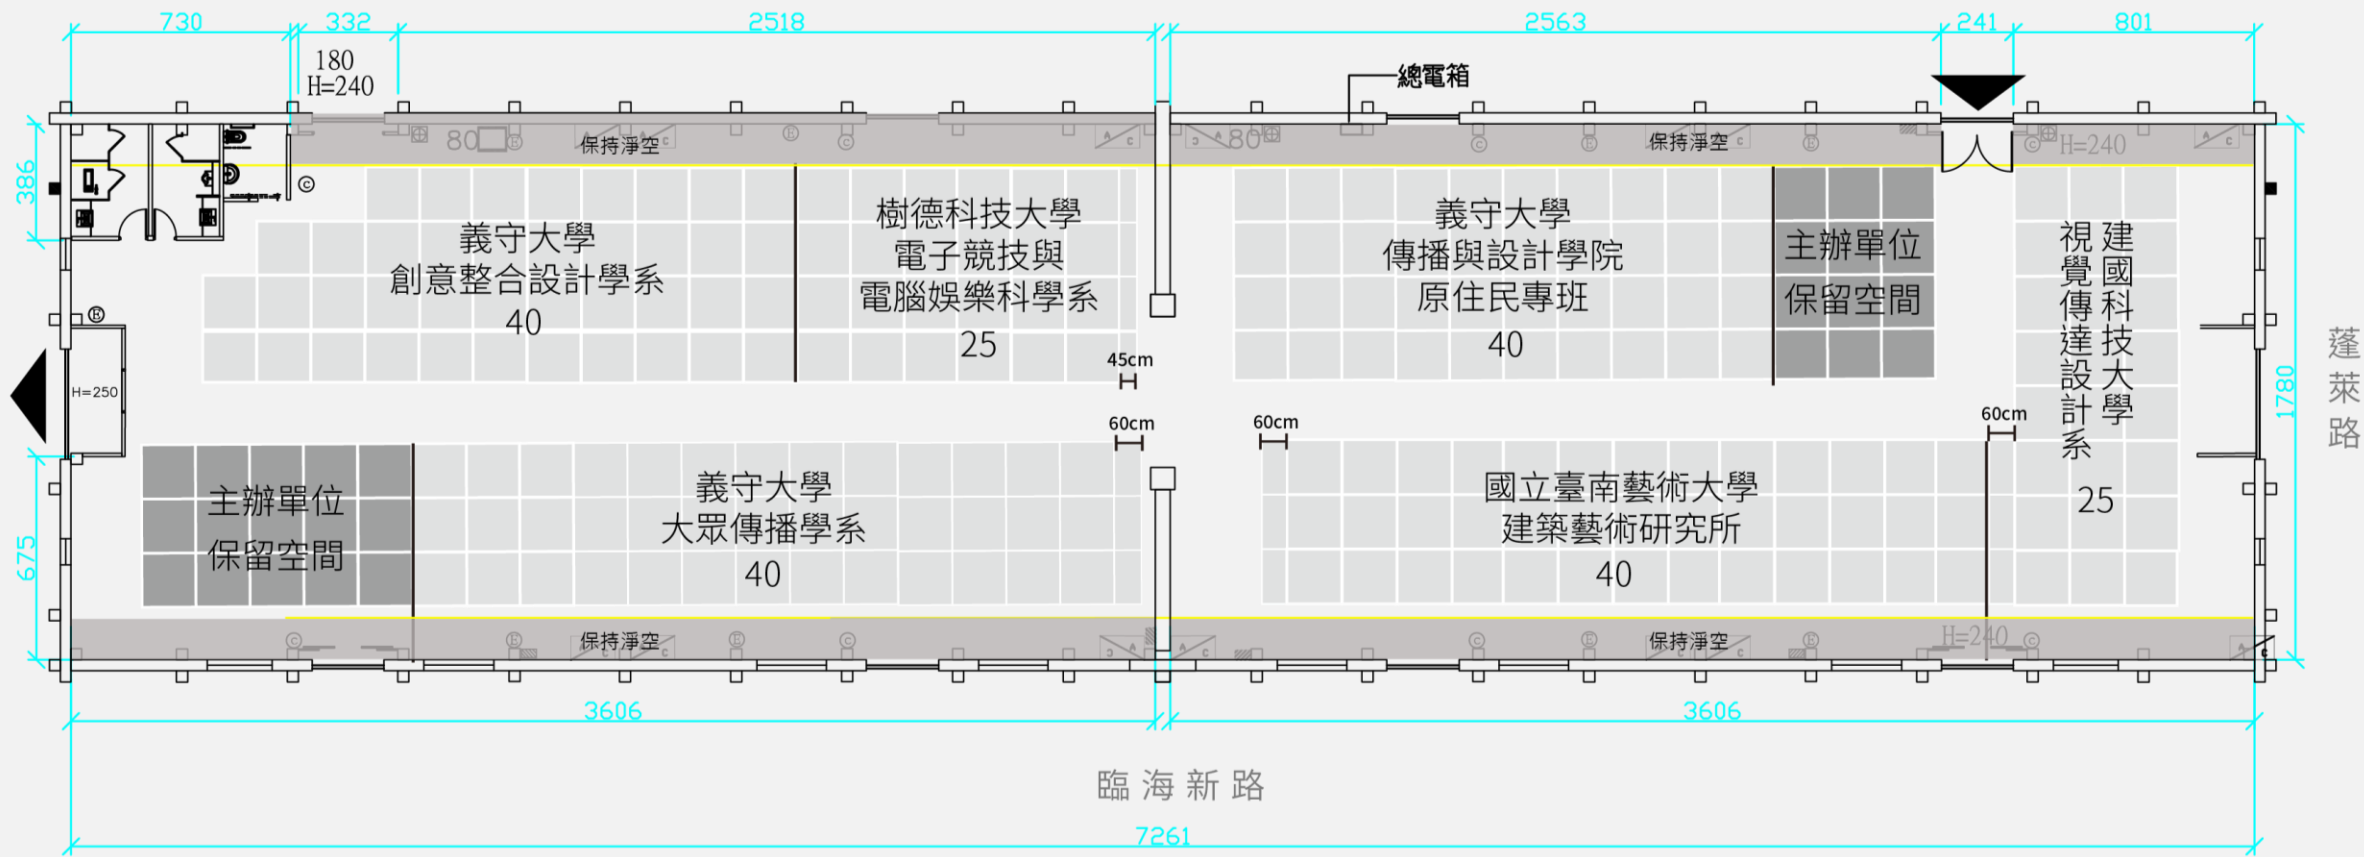 730
332
2518
2563
241
801
180
H=240
總電箱
80
保持淨空
80
保持淨空
H=240
386
義守大學
創意整合設計學系
40
樹德科技大學
電子競技與
電腦娛樂科學系
25
義守大學
傳播與設計學院
原住民專班
40
主辦單位
保留空間
建國科技大學
視覺傳達設計系
25
H=250
45cm
60cm
60cm
60cm
蓬萊路
1780
675
主辦單位
保留空間
義守大學
大眾傳播學系
40
國立臺南藝術大學
建築藝術研究所
40
保持淨空
保持淨空
H=240
3606
3606
臨海新路
7261